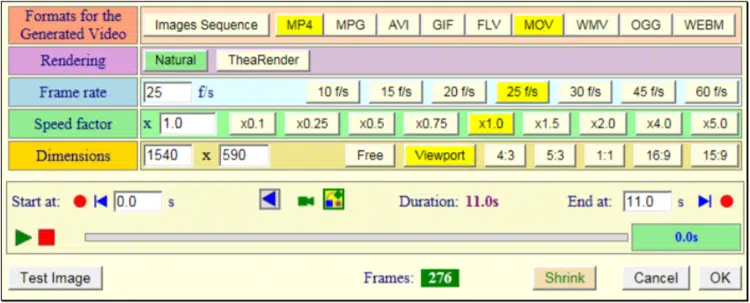 Formats for the
Generated Video
Images Sequence MP4 MPG AVI GIF FLV MOV WMV OGG WEBM
Rendering Natural TheaRender
Frame rate 25 f/s 10 f/s 15 f/s 20 f/s 25 f/s 30 f/s 45 f/s 60 f/s
Speed factor x 1.0 x0.1 x0.25 x0.5 x0.75 x1.0 x1.5 x2.0 x4.0 x5.0
Dimensions 1540 x 590 Free Viewport 4:3 5:3 1:1 16:9 15:9
Start at: 0.0 s Duration: 11.0s End at: 11.0 s
0.0s
Test Image Frames: 276 Shrink Cancel OK